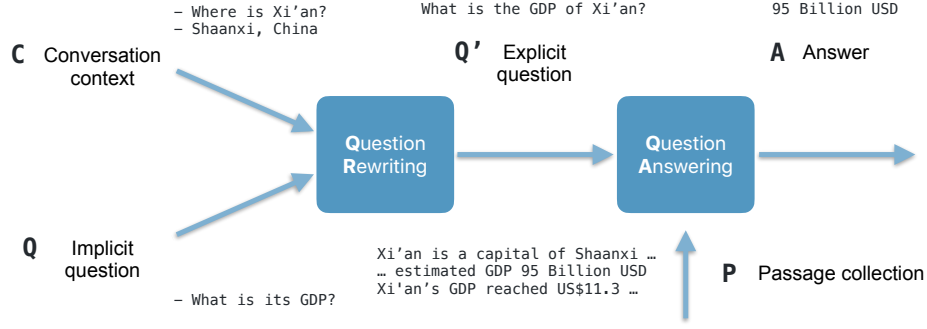 – Where is Xi’an?
– Shaanxi, China
What is the GDP of Xi’an?
95 Billion USD
C Conversation
context
Q’ Explicit
question
A Answer
Question
Rewriting
Question
Answering
Q Implicit
question
– What is its GDP?
Xi’an is a capital of Shaanxi …
… estimated GDP 95 Billion USD
Xi'an’s GDP reached US$11.3 …
P Passage collection